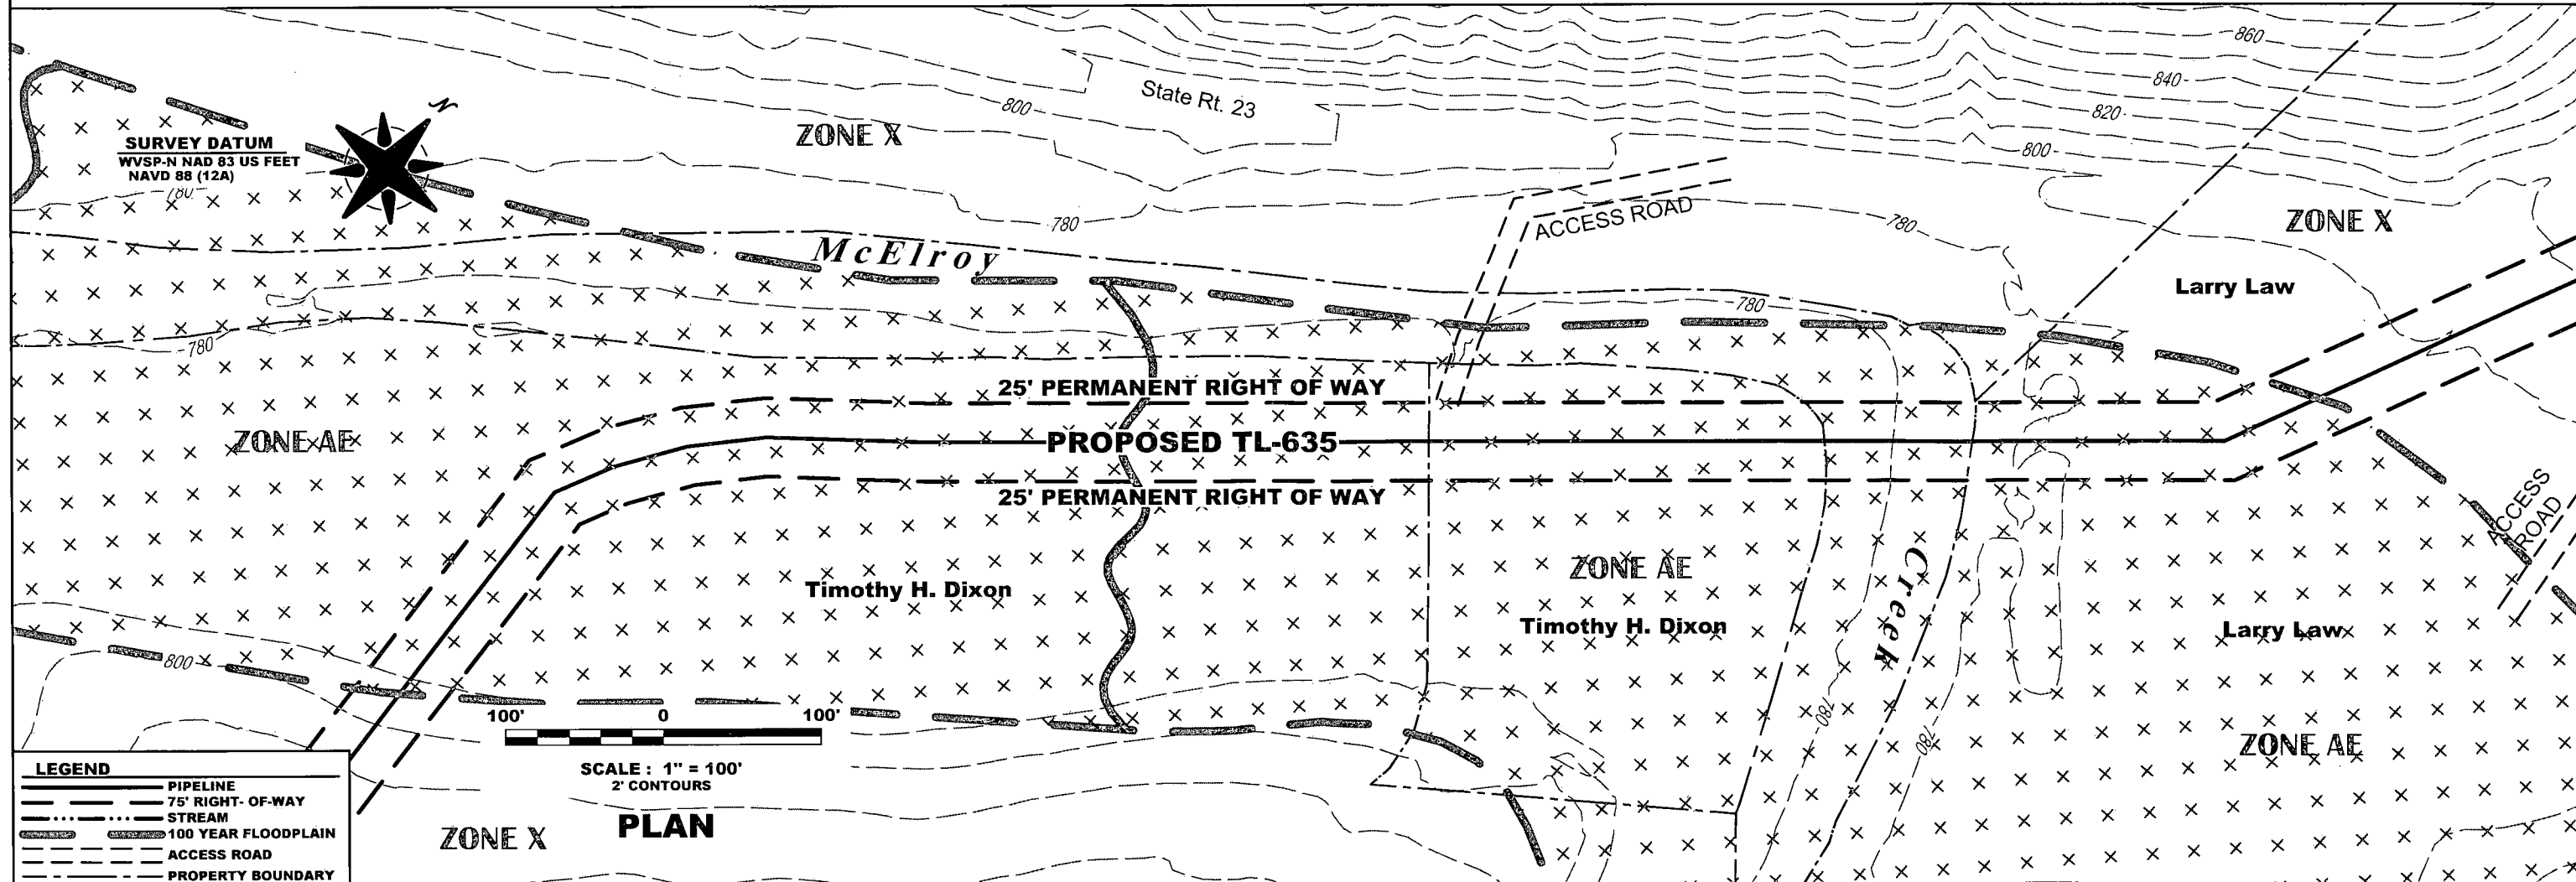 860
840
State Rt. 23
800
820
N
ZONE X
SURVEY DATUM
WVSP-N NAD 83 US FEET
NAVD 88 (12A)
780
800
ACCESS ROAD
780
780
ZONE X
McElroy
Larry Law
780
780
25' PERMANENT RIGHT OF WAY
ZONE AE
PROPOSED TL-635
25' PERMANENT RIGHT OF WAY
ACCESS
ROAD
ZONE AE
Timothy H. Dixon
Creek
Timothy H. Dixon
Larry Law
800
100' 0 100'
780
780
ZONE AE
SCALE : 1" = 100'
2' CONTOURS
PLAN
ZONE X
LEGEND
PIPELINE
75' RIGHT- OF-WAY
STREAM
100 YEAR FLOODPLAIN
ACCESS ROAD
PROPERTY BOUNDARY